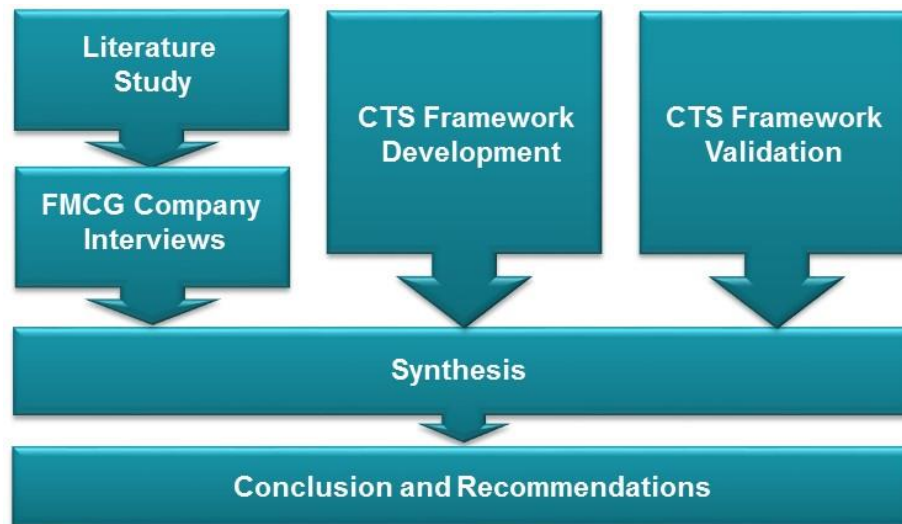 Literature
Study
CTS Framework
Development
CTS Framework
Validation
FMCG Company
Interviews
Synthesis
Conclusion and Recommendations